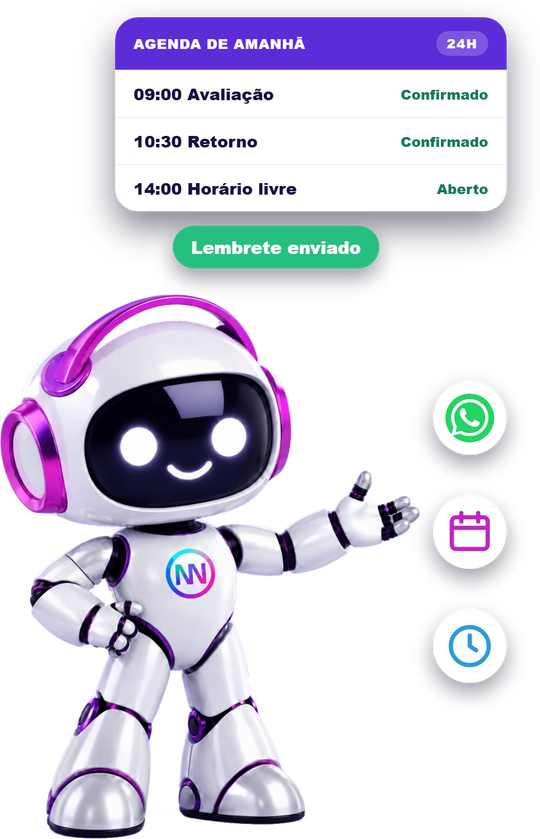 AGENDA DE AMANHÃ 24H
09:00 Avaliação Confirmado
10:30 Retorno Confirmado
14:00 Horário livre Aberto
Lembrete enviado
NN